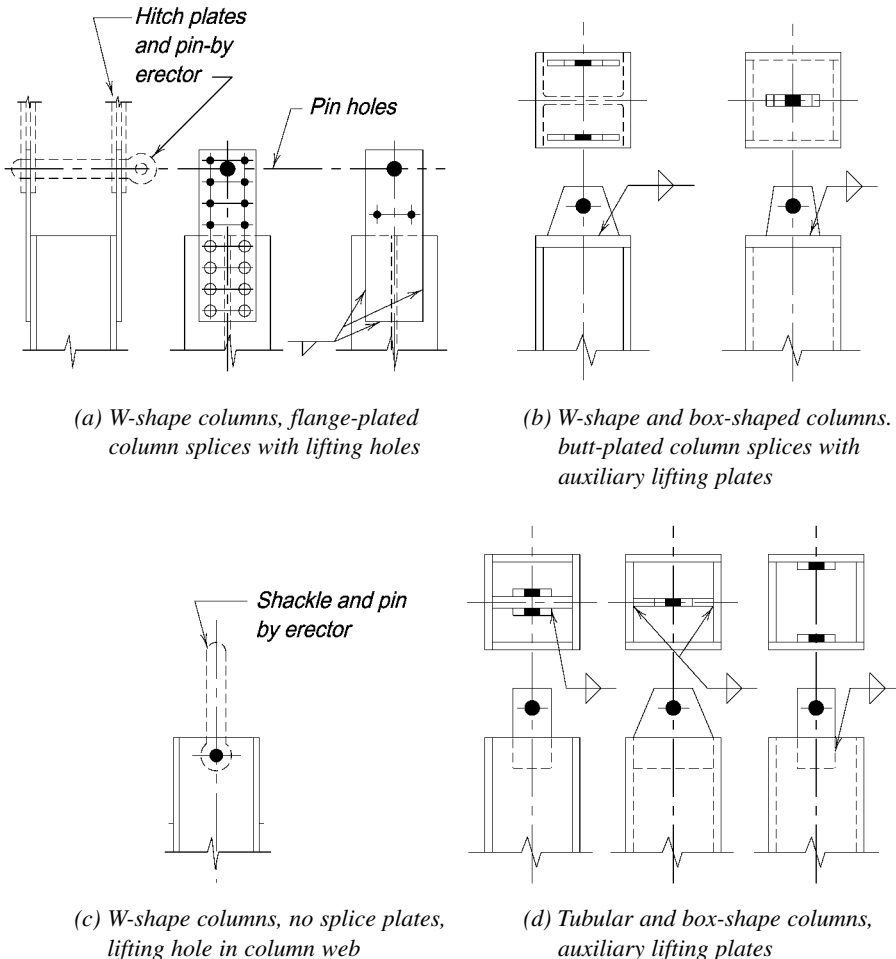 Hitch plates
and pin-by
erector
Pin holes
(a) W-shape columns, flange-plated
column splices with lifting holes
(b) W-shape and box-shaped columns.
butt-plated column splices with
auxiliary lifting plates
Shackle and pin
by erector
(c) W-shape columns, no splice plates,
lifting hole in column web
(d) Tubular and box-shape columns,
auxiliary lifting plates